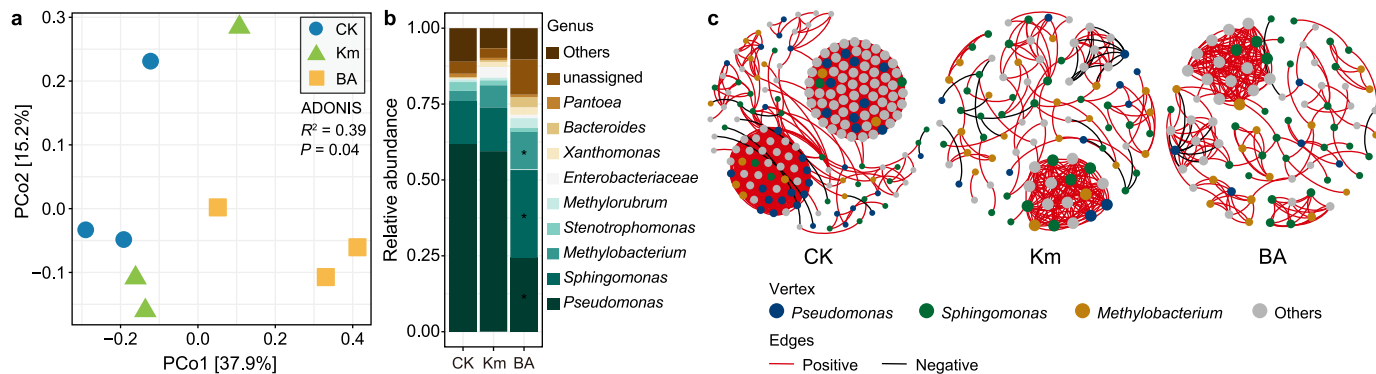 a
0.3
0.2
0.1
0.0
−0.1
PCo2 [15.2%]
−0.2
0.0
0.2
0.4
PCo1 [37.9%]
CK
Km
BA
ADONIS
R² = 0.39
P = 0.04
b
1.00
0.75
0.50
0.25
0.00
Relative abundance
*
*
*
CK Km BA
Genus
Others
unassigned
Pantoea
Bacteroides
Xanthomonas
Enterobacteriaceae
Methylorubrum
Stenotrophomonas
Methylobacterium
Sphingomonas
Pseudomonas
c
CK
Km
BA
Vertex
Pseudomonas Sphingomonas Methylobacterium Others
Edges
Positive Negative